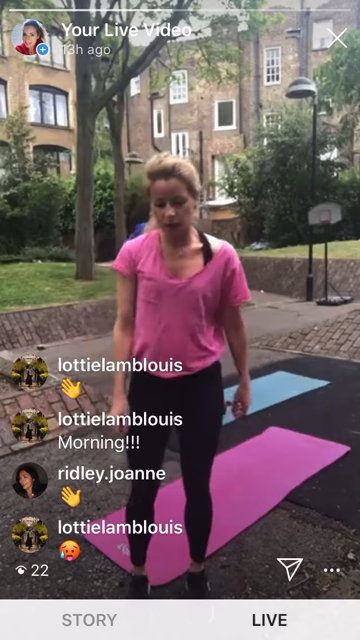 Your Live Video
13h ago
lottielamblouis
👋
lottielamblouis
Morning!!!
ridley.joanne
👋
lottielamblouis
🥵
22
STORY
LIVE